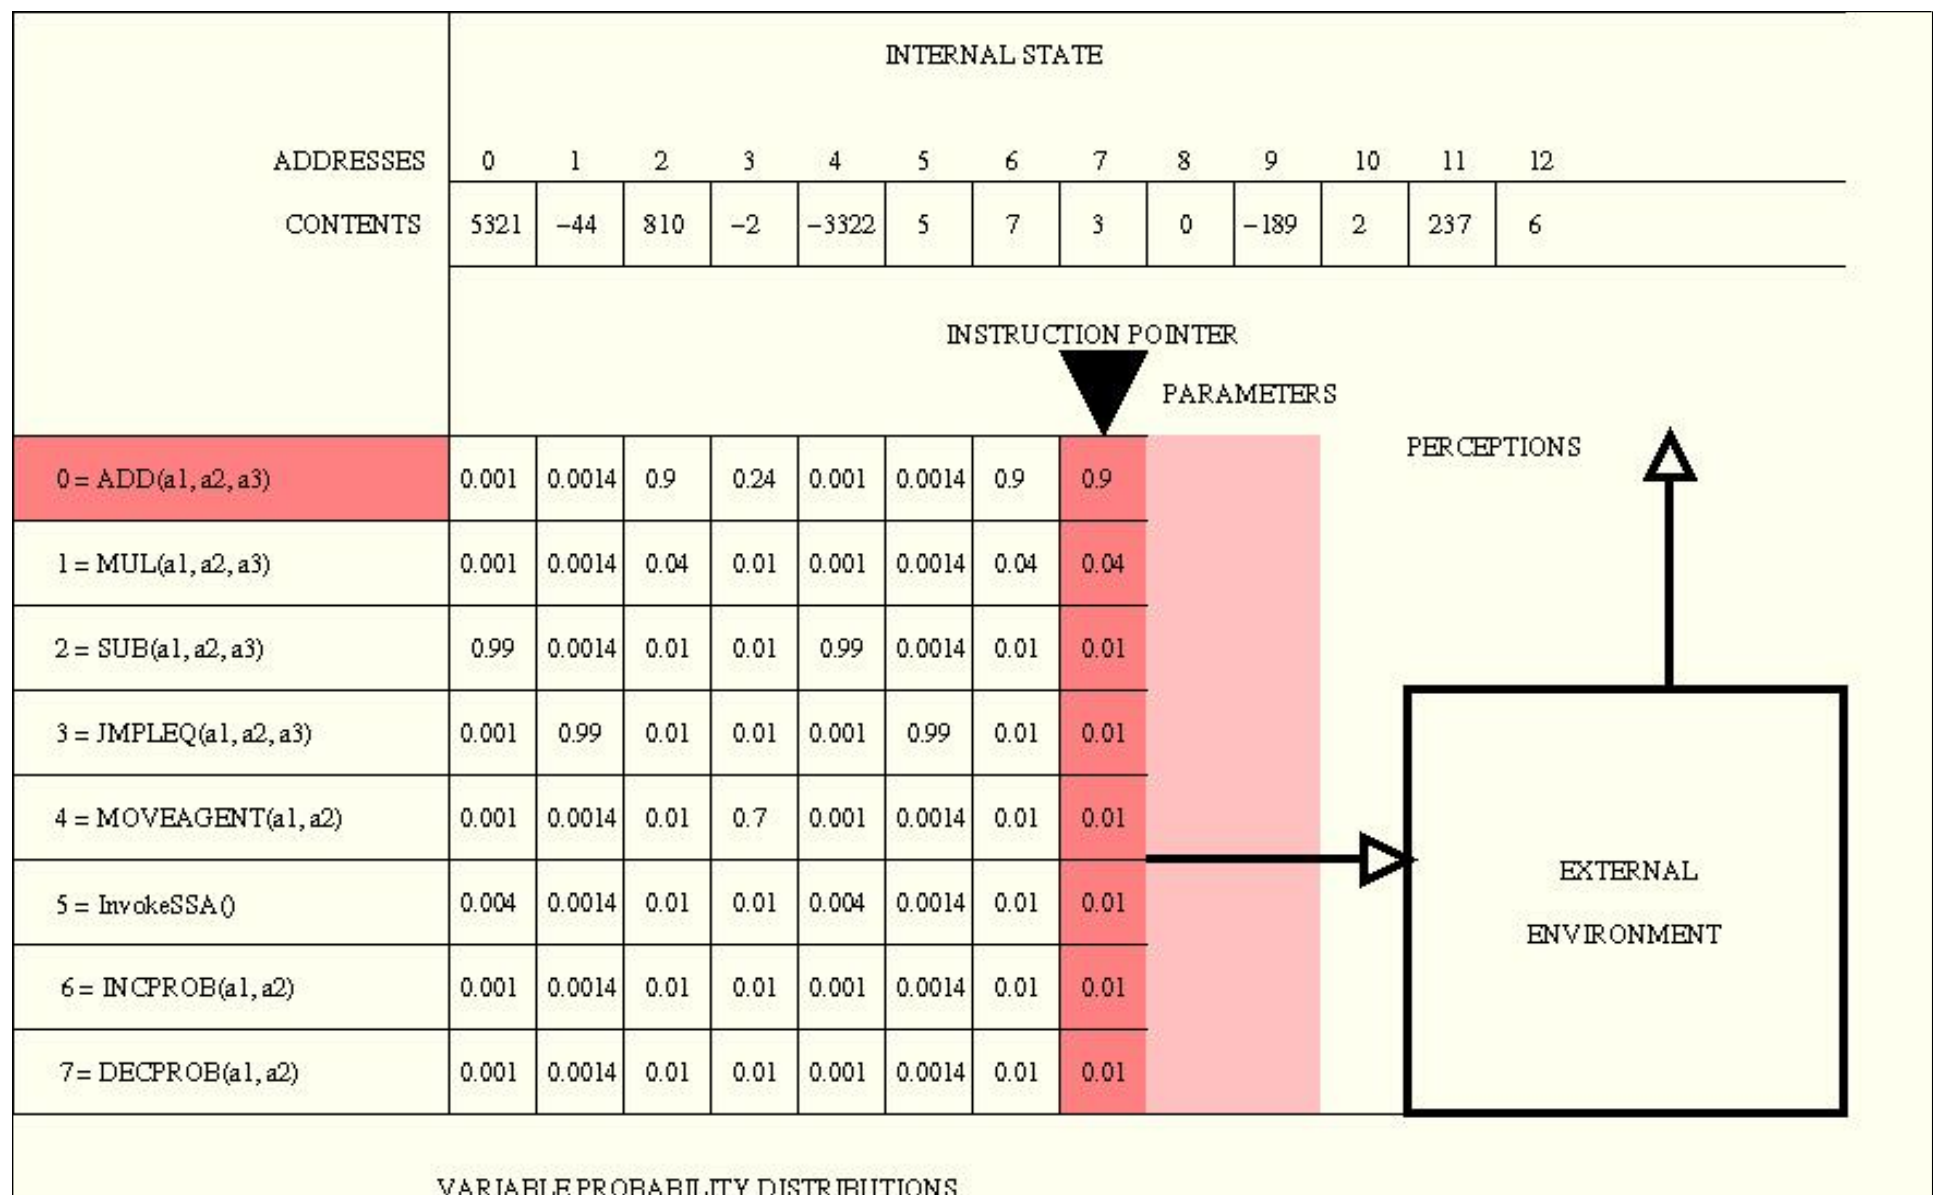 INTERNAL STATE
ADDRESSES 0 1 2 3 4 5 6 7 8 9 10 11 12
CONTENTS 5321 −44 810 −2 −3322 5 7 3 0 −189 2 237 6
INSTRUCTION POINTER
PARAMETERS
PERCEPTIONS
0 = ADD(a1, a2, a3) 0.001 0.0014 0.9 0.24 0.001 0.0014 0.9 0.9
1 = MUL(a1, a2, a3) 0.001 0.0014 0.04 0.01 0.001 0.0014 0.04 0.04
2 = SUB(a1, a2, a3) 0.99 0.0014 0.01 0.01 0.99 0.0014 0.01 0.01
3 = JMPLEQ(a1, a2, a3) 0.001 0.99 0.01 0.01 0.001 0.99 0.01 0.01
4 = MOVEAGENT(a1, a2) 0.001 0.0014 0.01 0.7 0.001 0.0014 0.01 0.01
5 = InvokeSSA() 0.004 0.0014 0.01 0.01 0.004 0.0014 0.01 0.01
6 = INCPROB(a1, a2) 0.001 0.0014 0.01 0.01 0.001 0.0014 0.01 0.01
7= DECPROB(a1, a2) 0.001 0.0014 0.01 0.01 0.001 0.0014 0.01 0.01
EXTERNAL
ENVIRONMENT
VARIABLE PROBABILITY DISTRIBUTIONS